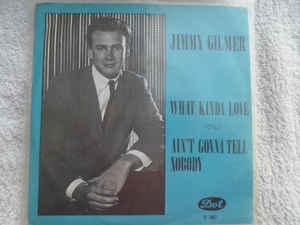 JIMMY GILMER
WHAT KINDA LOVE
AIN'T GONNA TELL
NOBODY
Dot